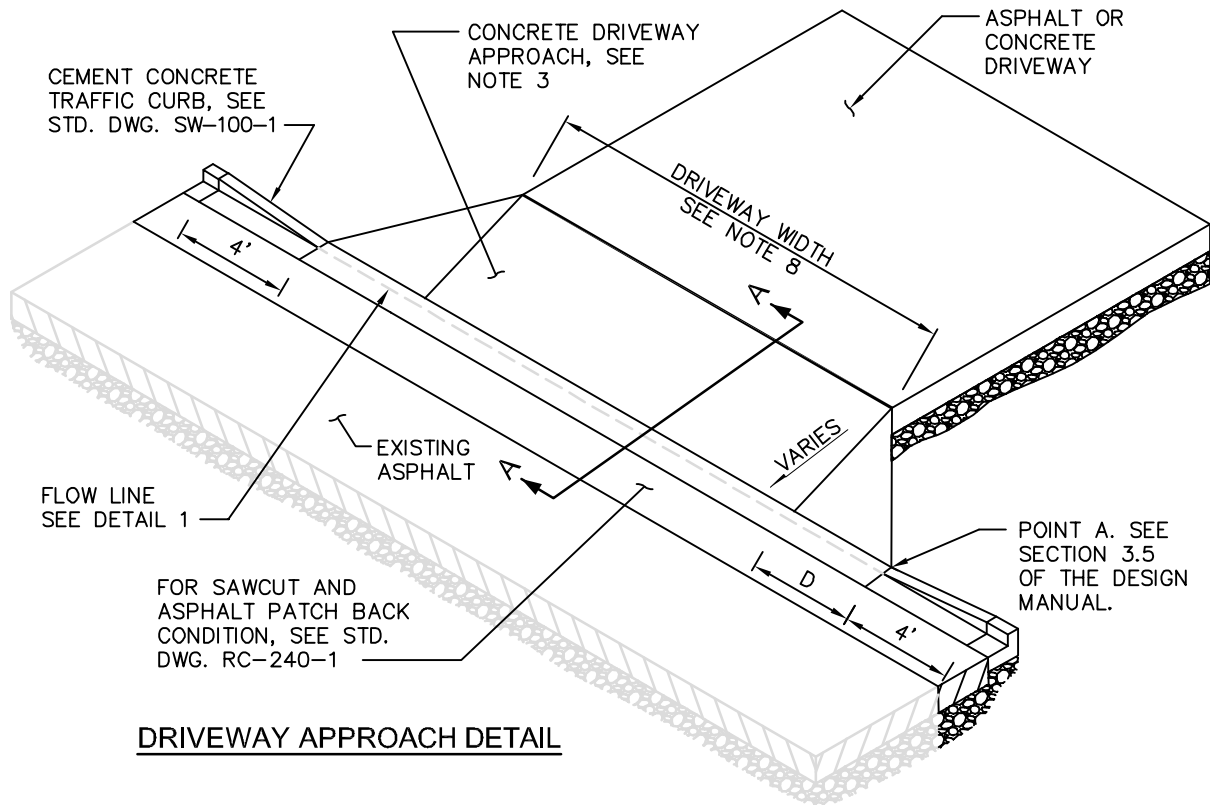 CONCRETE DRIVEWAY
APPROACH, SEE
NOTE 3
ASPHALT OR
CONCRETE
DRIVEWAY
CEMENT CONCRETE
TRAFFIC CURB, SEE
STD. DWG. SW-100-1
DRIVEWAY WIDTH
SEE NOTE 8
4'
A
EXISTING
ASPHALT
A
VARIES
FLOW LINE
SEE DETAIL 1
POINT A. SEE
SECTION 3.5
OF THE DESIGN
MANUAL.
FOR SAWCUT AND
ASPHALT PATCH BACK
CONDITION, SEE STD.
DWG. RC-240-1
D
4'
DRIVEWAY APPROACH DETAIL